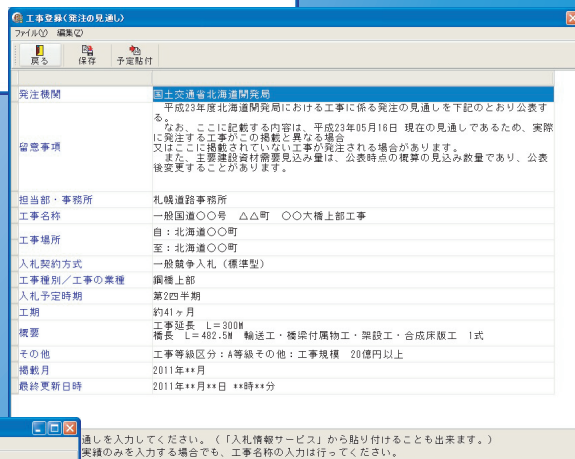 工事登録(発注の見通し)
ファイル(Y) 編集(Z)
戻る 保存 予定貼付
発注機関 国土交通省北海道開発局
留意事項 平成23年度北海道開発局における工事に係る発注の見通しを下記のとおり公表す
る。
なお、ここに記載する内容は、平成23年05月16日 現在の見通しであるため、実際
に発注する工事がこの掲載と異なる場合
又はここに掲載されていない工事が発注される場合があります。
また、主要建設資材需要見込み量は、公表時点の概算の見込み数量であり、公表
後変更することがあります。
担当部・事務所 札幌道路事務所
工事名称 一般国道○○号 △△町 ○○大橋上部工事
工事場所 自:北海道○○町
至:北海道○○町
入札契約方式 一般競争入札(標準型)
工事種別/工事の業種 鋼橋上部
入札予定時期 第2四半期
工期 約41ヶ月
概要 工事延長 L=300M
橋長 L=482.5M 輸送工・橋梁付属物工・架設工・合成床版工 1式
その他 工事等級区分:A等級その他:工事規模 20億円以上
掲載月 2011年**月
最終更新日時 2011年**月**日 **時**分
通しを入力してください。(「入札情報サービス」から貼り付けることも出来ます。)
実績のみを入力する場合でも、工事名称の入力は行ってください。